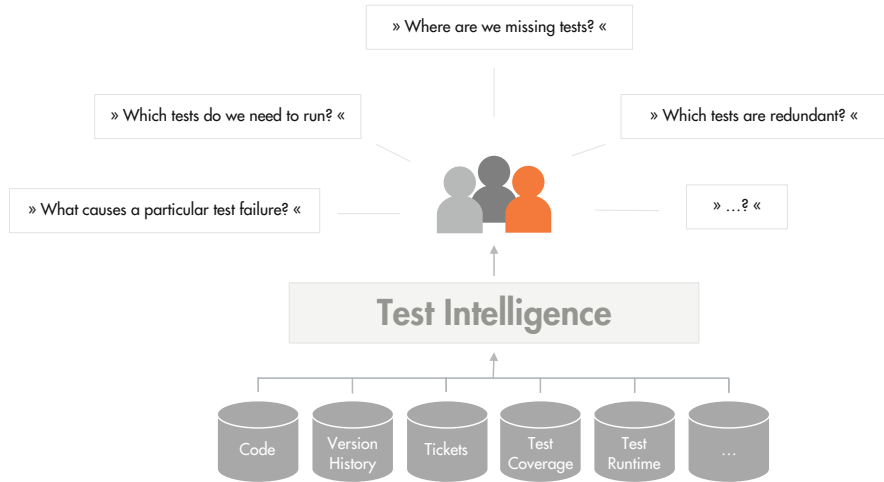 » Where are we missing tests? «
» Which tests do we need to run? «
» Which tests are redundant? «
» What causes a particular test failure? «
» ...? «
Test Intelligence
Code
Version
History
Tickets
Test
Coverage
Test
Runtime
...